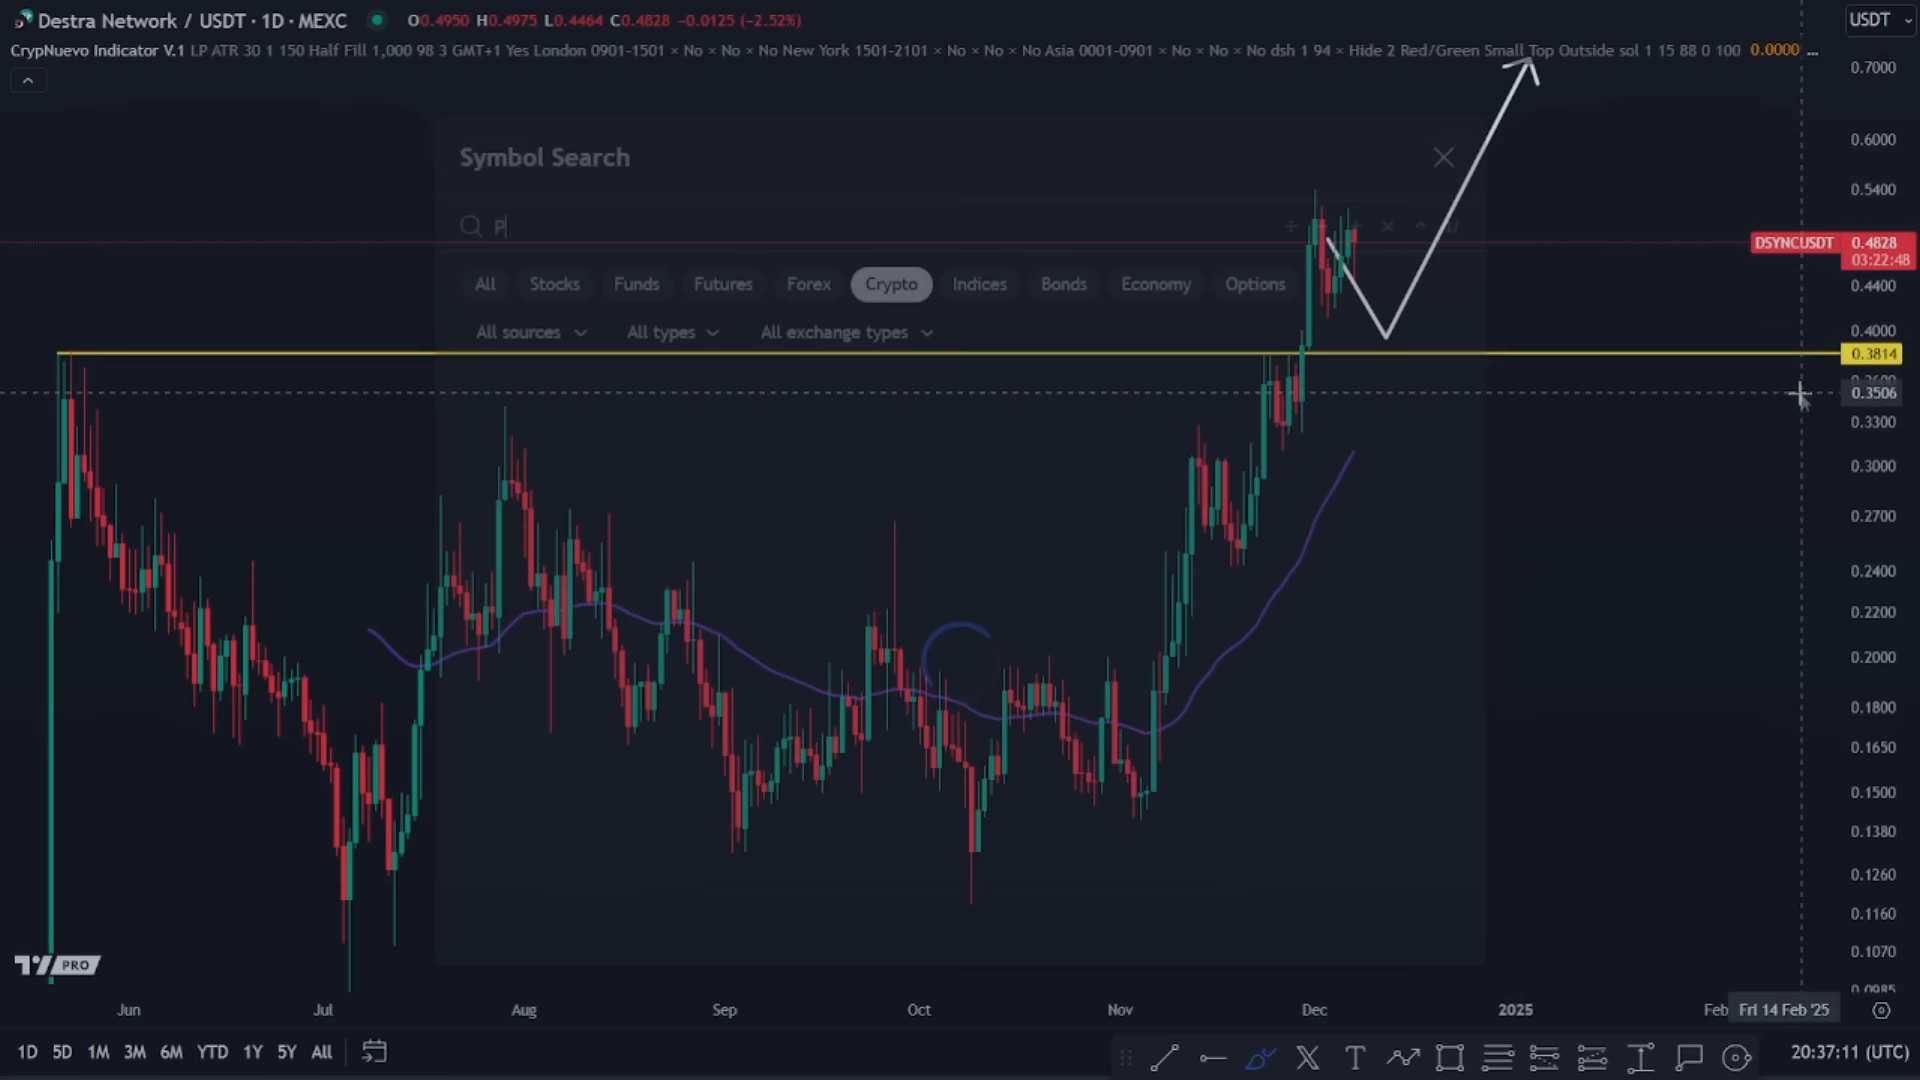 Destra Network / USDT · 1D · MEXC O0.4950 H0.4975 L0.4464 C0.4828 −0.0125 (−2.52%)
USDT
CrypNuevo Indicator V.1 LP ATR 30 1 150 Half Fill 1,000 98 3 GMT+1 Yes London 0901-1501 × No × No × No New York 1501-2101 × No × No × No Asia 0001-0901 × No × No × No dsh 1 94 × Hide 2 Red/Green Small Top Outside sol 1 15 88 0 100 0.0000 ...
0.7000
0.6000
Symbol Search
0.5400
P
DSYNCUSDT 0.4828
03:22:48
All Stocks Funds Futures Forex Crypto Indices Bonds Economy Options
0.4400
All sources All types All exchange types
0.4000
0.3814
0.3506
0.3300
0.3000
0.2700
0.2400
0.2200
0.2000
0.1800
0.1650
0.1500
0.1380
0.1260
0.1160
0.1070
0.0985
PRO
Jun Jul Aug Sep Oct Nov Dec 2025 Feb Fri 14 Feb '25
1D 5D 1M 3M 6M YTD 1Y 5Y All
20:37:11 (UTC)